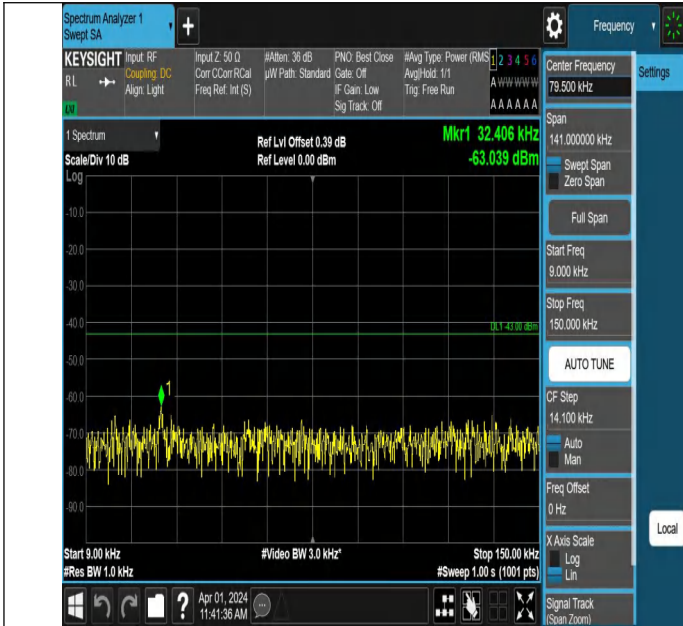 Spectrum Analyzer 1
Swept SA
+
Frequency
KEYSIGHT
RL
Input: RF
Coupling: DC
Align: Light
Input Z: 50 Ω
Corr CCorr RCal
Freq Ref: Int (S)
#Atten: 36 dB
µW Path: Standard
PNO: Best Close
Gate: Off
IF Gain: Low
Sig Track: Off
#Avg Type: Power (RMS
Avg|Hold: 1/1
Trig: Free Run
1 2 3 4 5 6
A W W W W W
A A A A A A
1 Spectrum
Scale/Div 10 dB
Log
Ref Lvl Offset 0.39 dB
Ref Level 0.00 dBm
Mkr1 32.406 kHz
-63.039 dBm
-10.0
-20.0
-30.0
-40.0
DL1 -43.00 dBm
-50.0
-60.0
1
-70.0
-80.0
-90.0
Start 9.00 kHz
#Res BW 1.0 kHz
#Video BW 3.0 kHz*
Stop 150.00 kHz
#Sweep 1.00 s (1001 pts)
Apr 01, 2024
11:41:36 AM
?
Center Frequency
79.500 kHz
Span
141.000000 kHz
Swept Span
Zero Span
Full Span
Start Freq
9.000 kHz
Stop Freq
150.000 kHz
AUTO TUNE
CF Step
14.100 kHz
Auto
Man
Freq Offset
0 Hz
X Axis Scale
Log
Lin
Signal Track
(Span Zoom)
Settings
Local